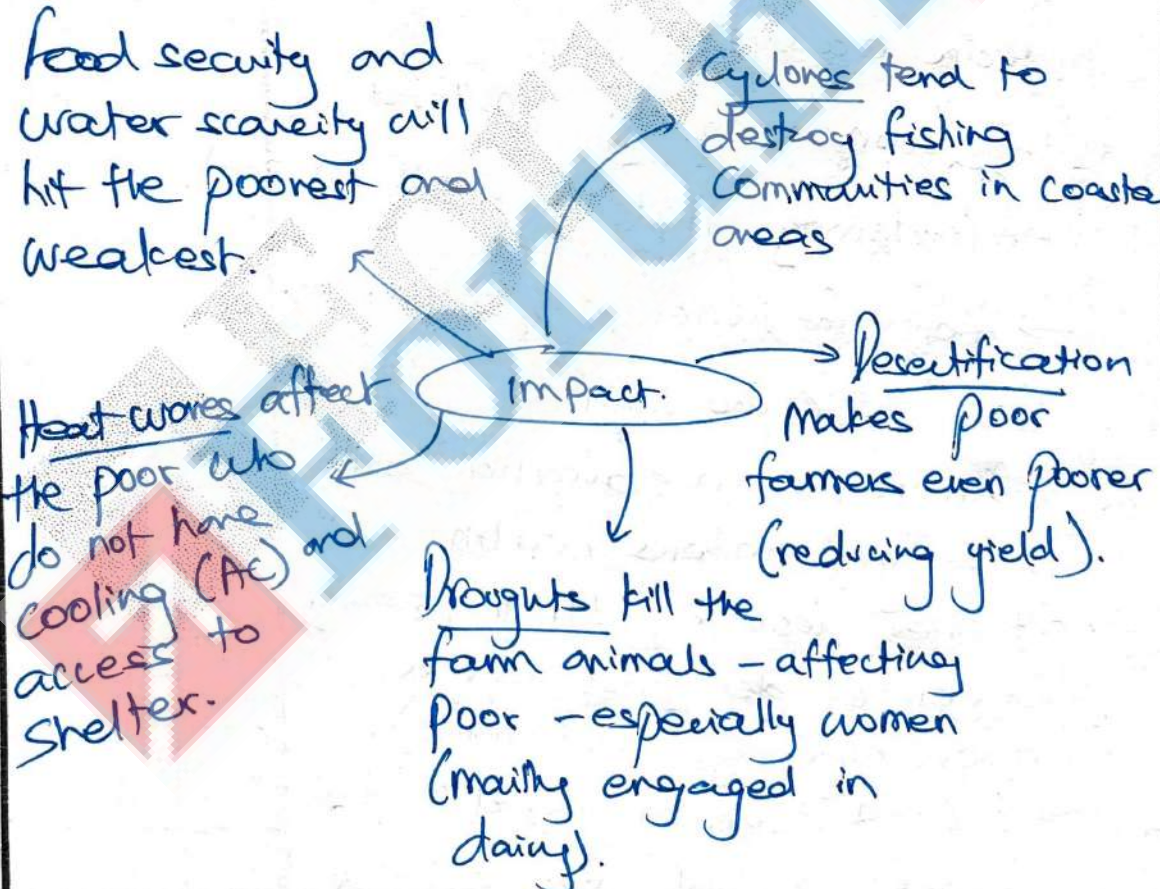 Food security and
water scarcity will
hit the poorest and
weakest.
Cyclones tend to
destroy fishing
Communities in coasta
areas
Impact.
Desertification
makes poor
farmers even poorer
(reducing yield).
Heat waves affect
the poor who
do not have
cooling (AC) and
access to
shelter.
Droughts kill the
farm animals - affecting
poor - especially women
(mainly engaged in
dairy).
Forum